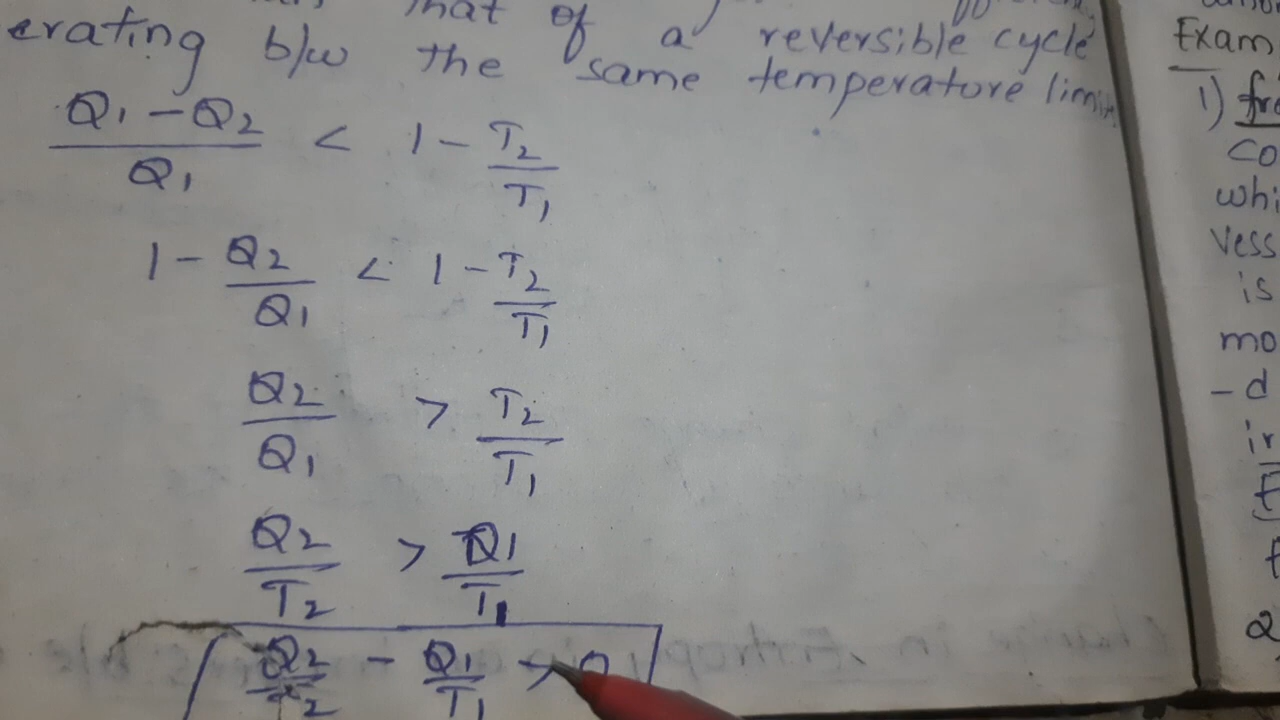 that of a
erating b/w the same temperature limits
reversible cycle
Q₁ - Q₂ / Q₁ < 1 - T₂ / T₁
1 - Q₂ / Q₁ < 1 - T₂ / T₁
Q₂ / Q₁ > T₂ / T₁
Q₂ / T₂ > Q₁ / T₁
Q₂ / T₂ - Q₁ / T₁ > 0
Exam
1) fr
co
whi
vess
is
mo
- d
ir
2